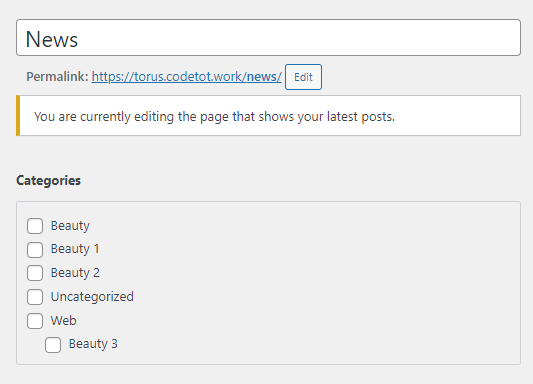 News
Permalink: https://torus.codetot.work/news/ Edit
You are currently editing the page that shows your latest posts.
Categories
Beauty
Beauty 1
Beauty 2
Uncategorized
Web
Beauty 3